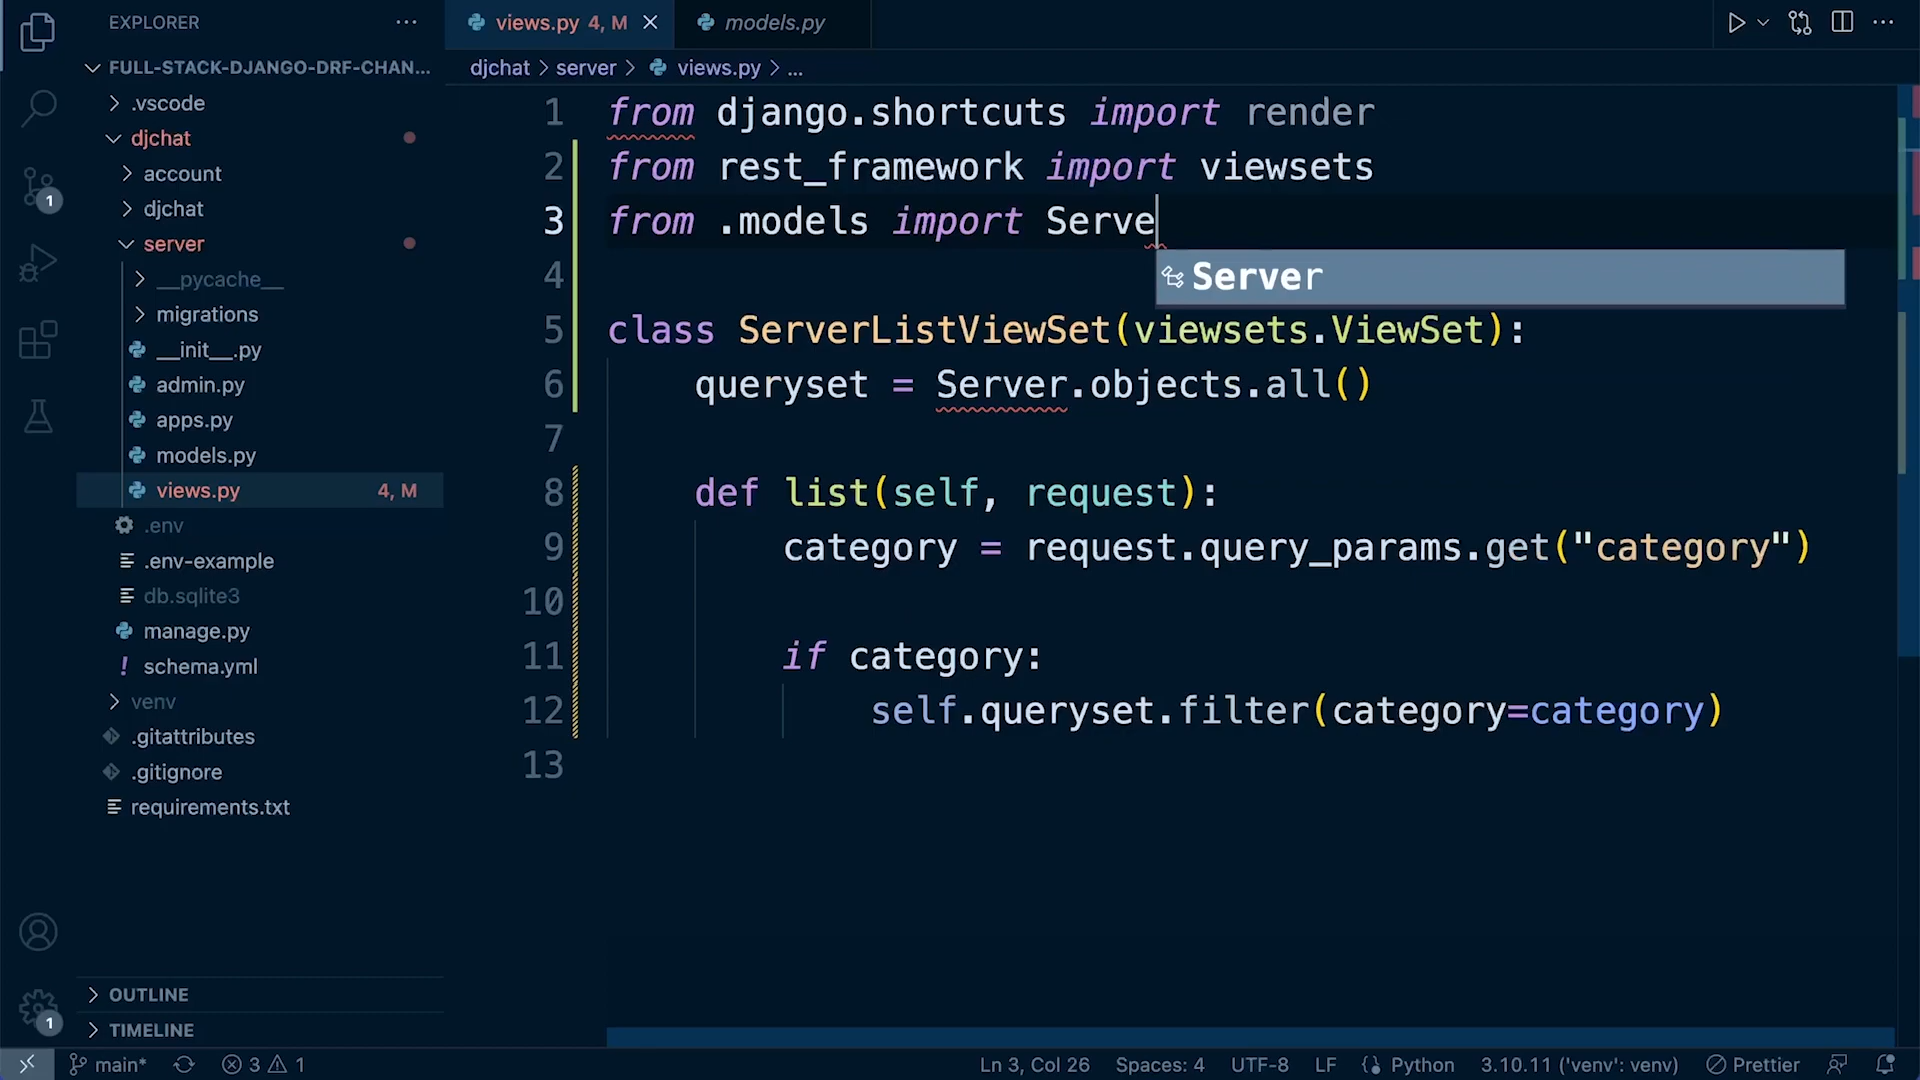 EXPLORER
FULL-STACK-DJANGO-DRF-CHAN...
.vscode
djchat
account
djchat
server
__pycache__
migrations
__init__.py
admin.py
apps.py
models.py
views.py 4, M
.env
.env-example
db.sqlite3
manage.py
! schema.yml
venv
.gitattributes
.gitignore
requirements.txt
OUTLINE
TIMELINE
1
1
views.py 4, M
models.py
djchat > server > views.py > ...
1 from django.shortcuts import render
2 from rest_framework import viewsets
3 from .models import Serve
Server
4
5 class ServerListViewSet(viewsets.ViewSet):
6 queryset = Server.objects.all()
7
8 def list(self, request):
9 category = request.query_params.get("category")
10
11 if category:
12 self.queryset.filter(category=category)
13
main* 3 1 Ln 3, Col 26 Spaces: 4 UTF-8 LF Python 3.10.11 ('venv': venv) Prettier